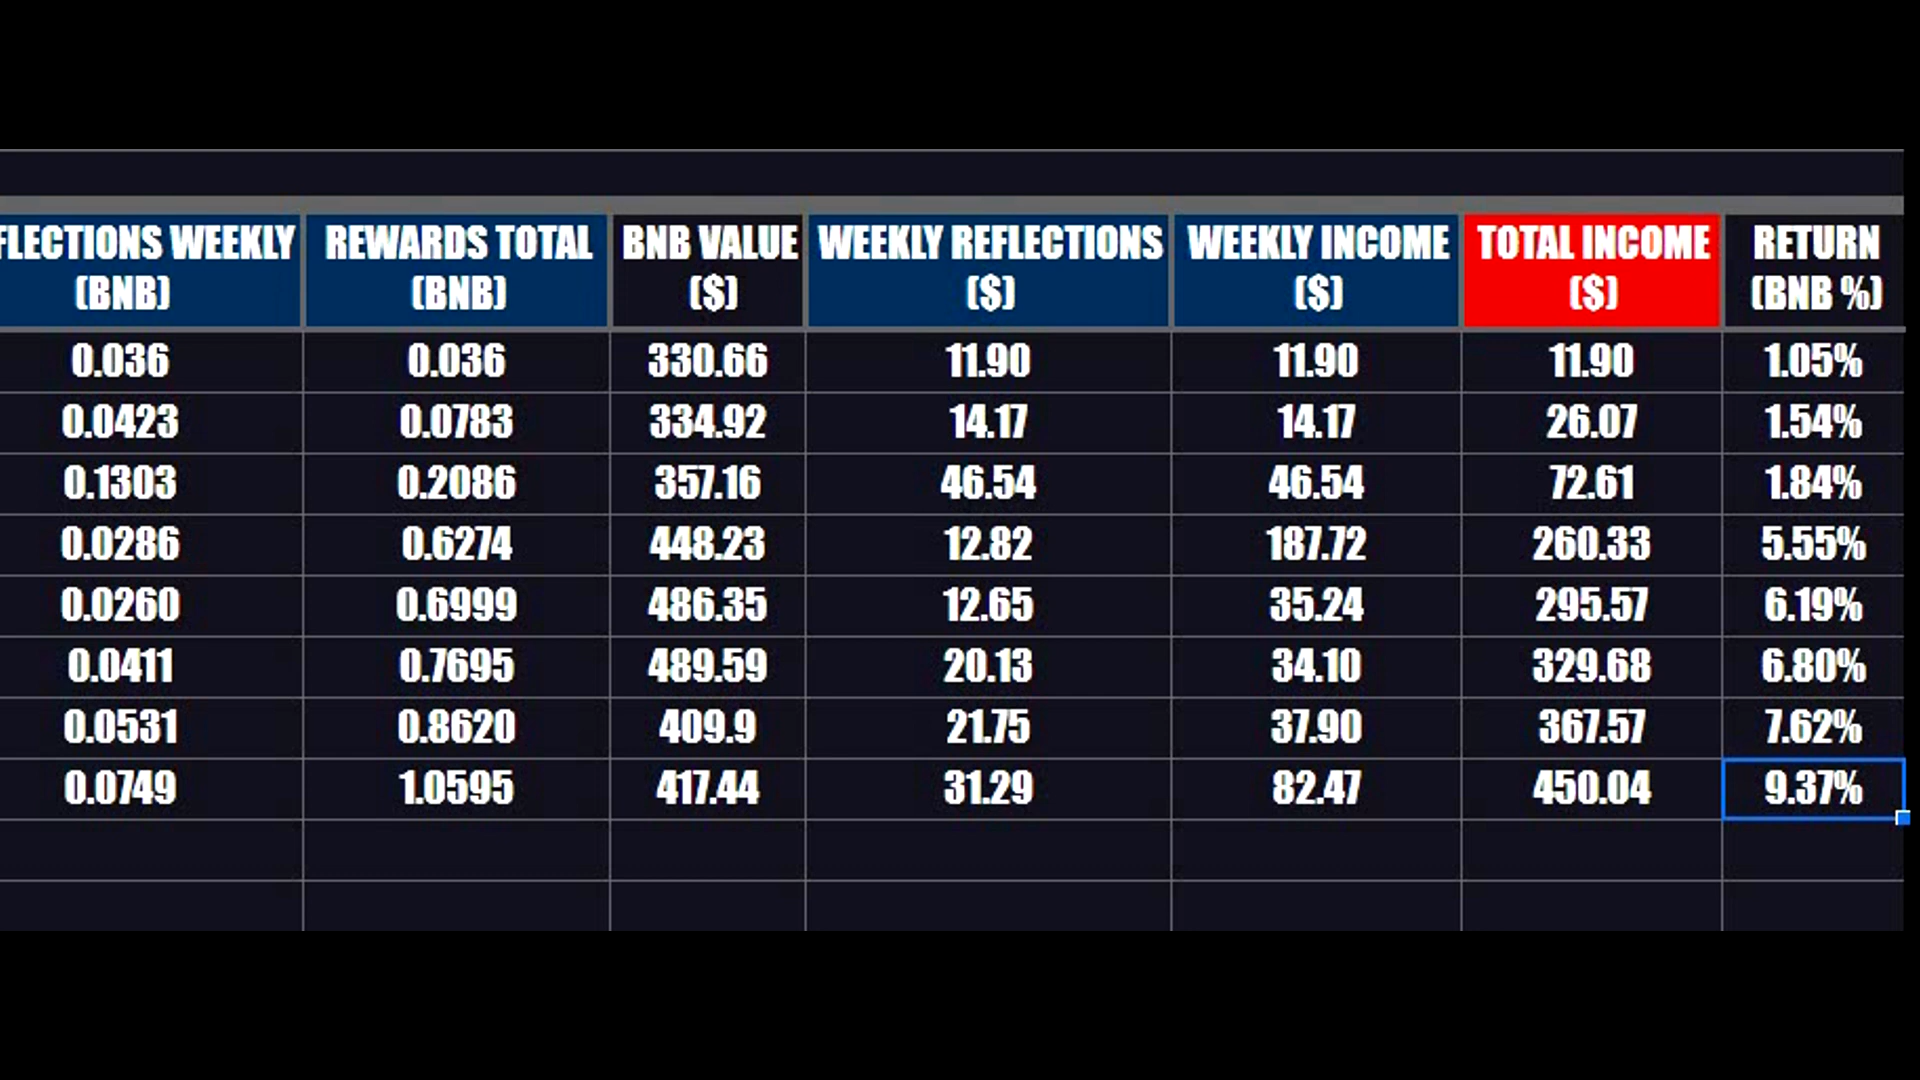 FLECTIONS WEEKLY (BNB) REWARDS TOTAL (BNB) BNB VALUE ($) WEEKLY REFLECTIONS ($) WEEKLY INCOME ($) TOTAL INCOME ($) RETURN (BNB %)
0.036 0.036 330.66 11.90 11.90 11.90 1.05%
0.0423 0.0783 334.92 14.17 14.17 26.07 1.54%
0.1303 0.2086 357.16 46.54 46.54 72.61 1.84%
0.0286 0.6274 448.23 12.82 187.72 260.33 5.55%
0.0260 0.6999 486.35 12.65 35.24 295.57 6.19%
0.0411 0.7695 489.59 20.13 34.10 329.68 6.80%
0.0531 0.8620 409.9 21.75 37.90 367.57 7.62%
0.0749 1.0595 417.44 31.29 82.47 450.04 9.37%